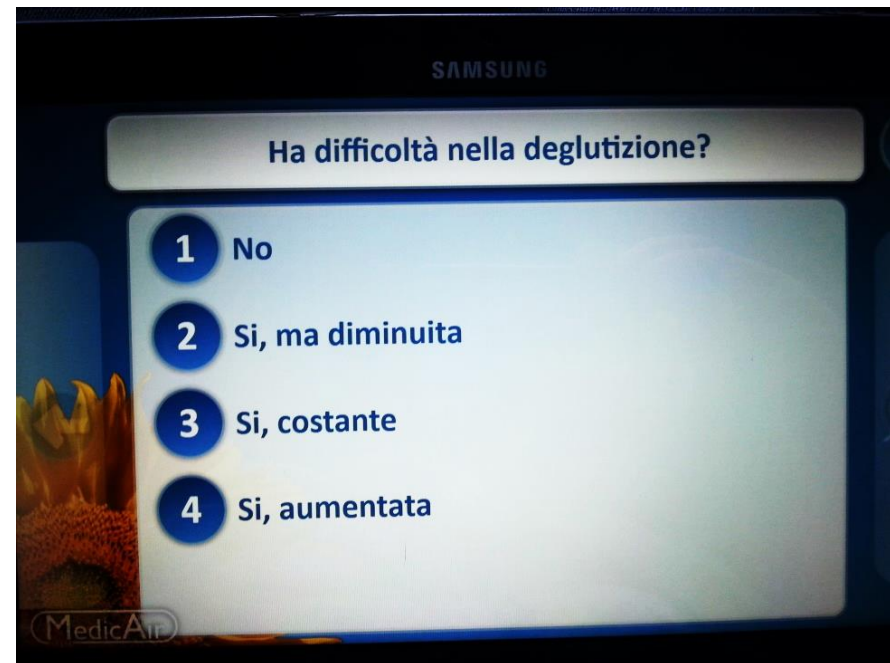 SAMSUNG
Ha difficoltà nella deglutizione?
1 No
2 Si, ma diminuita
3 Si, costante
4 Si, aumentata
MedicAir